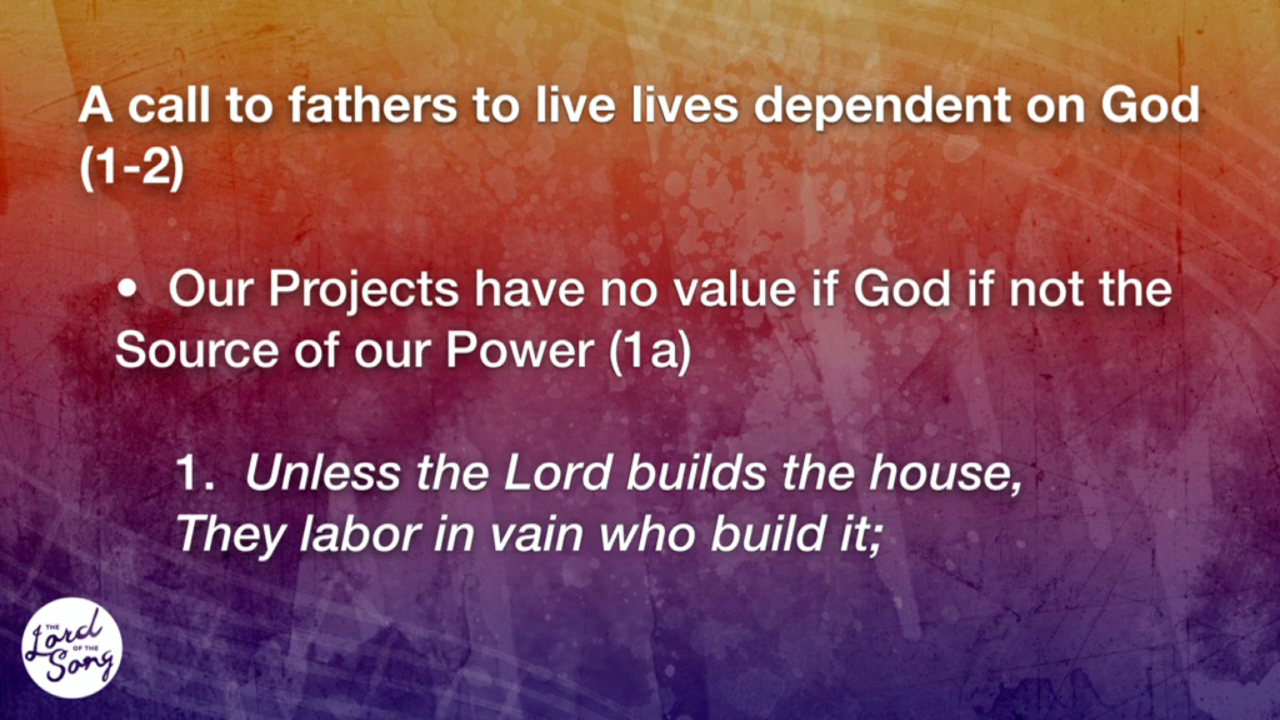 A call to fathers to live lives dependent on God
(1-2)
• Our Projects have no value if God if not the
Source of our Power (1a)
1. Unless the Lord builds the house,
They labor in vain who build it;
THE
Lord
OF THE
Song